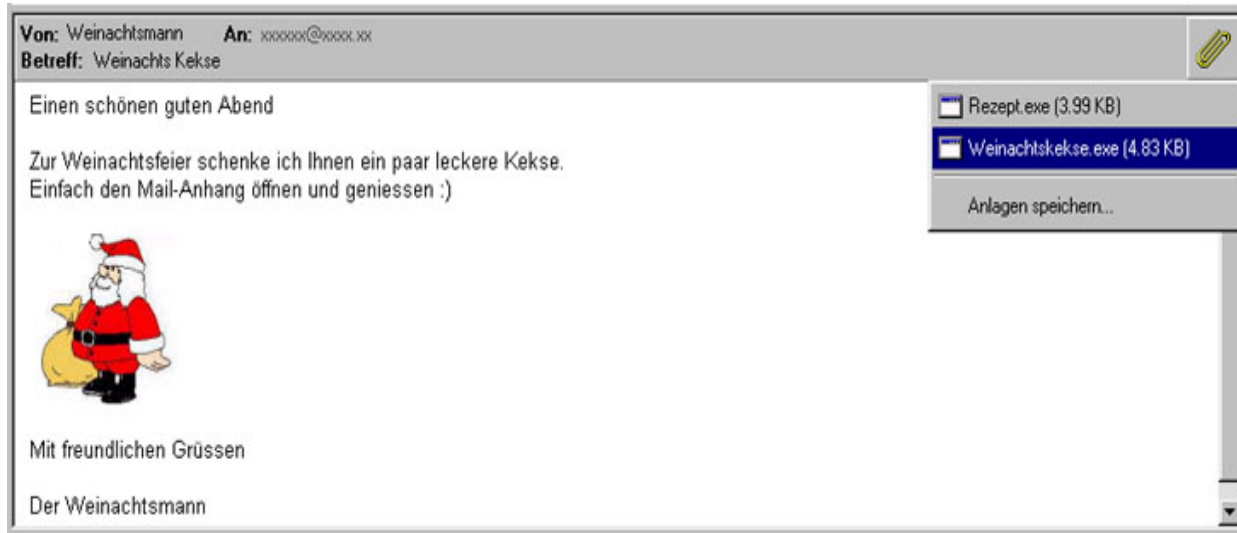 Von: Weinachtsmann An: xxxxxx@xxxx.xx
Betreff: Weinachts Kekse
Einen schönen guten Abend
Zur Weinachtsfeier schenke ich Ihnen ein paar leckere Kekse.
Einfach den Mail-Anhang öffnen und geniessen :)
Mit freundlichen Grüssen
Der Weinachtsmann
Rezept.exe (3.99 KB)
Weinachtskekse.exe (4.83 KB)
Anlagen speichern...